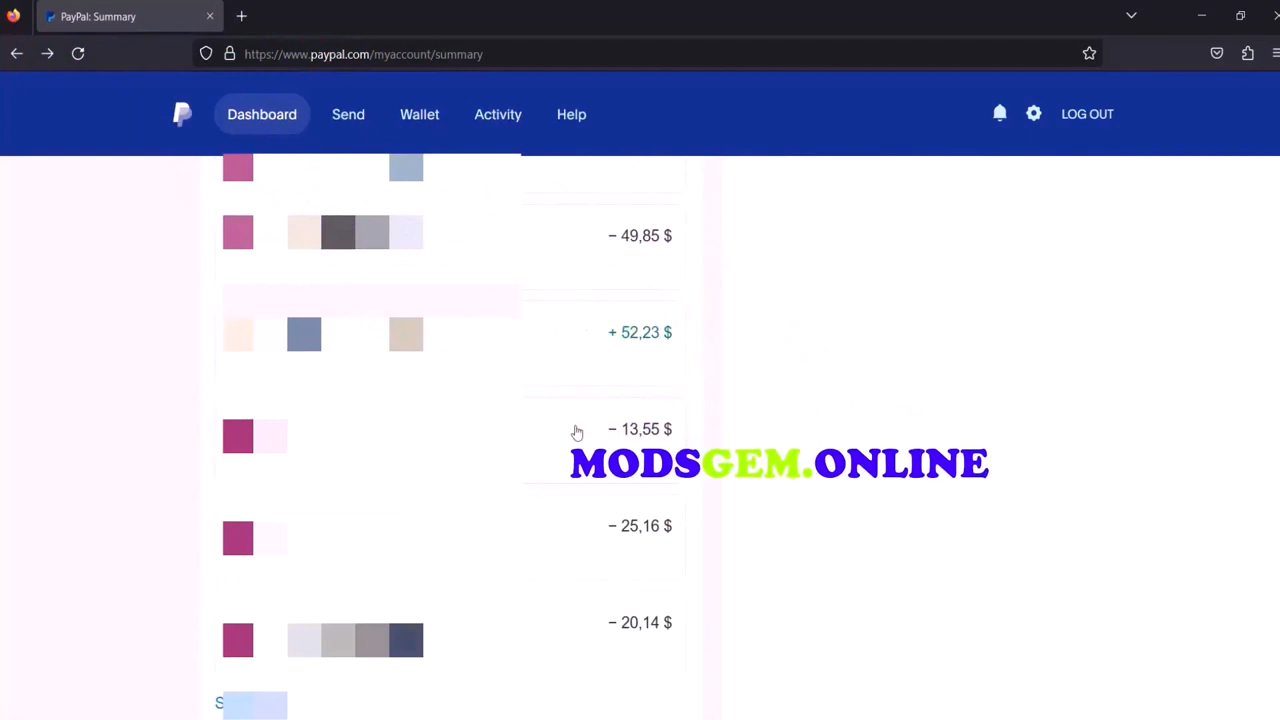 PayPal: Summary
https://www.paypal.com/myaccount/summary
Dashboard Send Wallet Activity Help LOG OUT
− 49,85 $
+ 52,23 $
− 13,55 $
MODSGEM.ONLINE
− 25,16 $
− 20,14 $